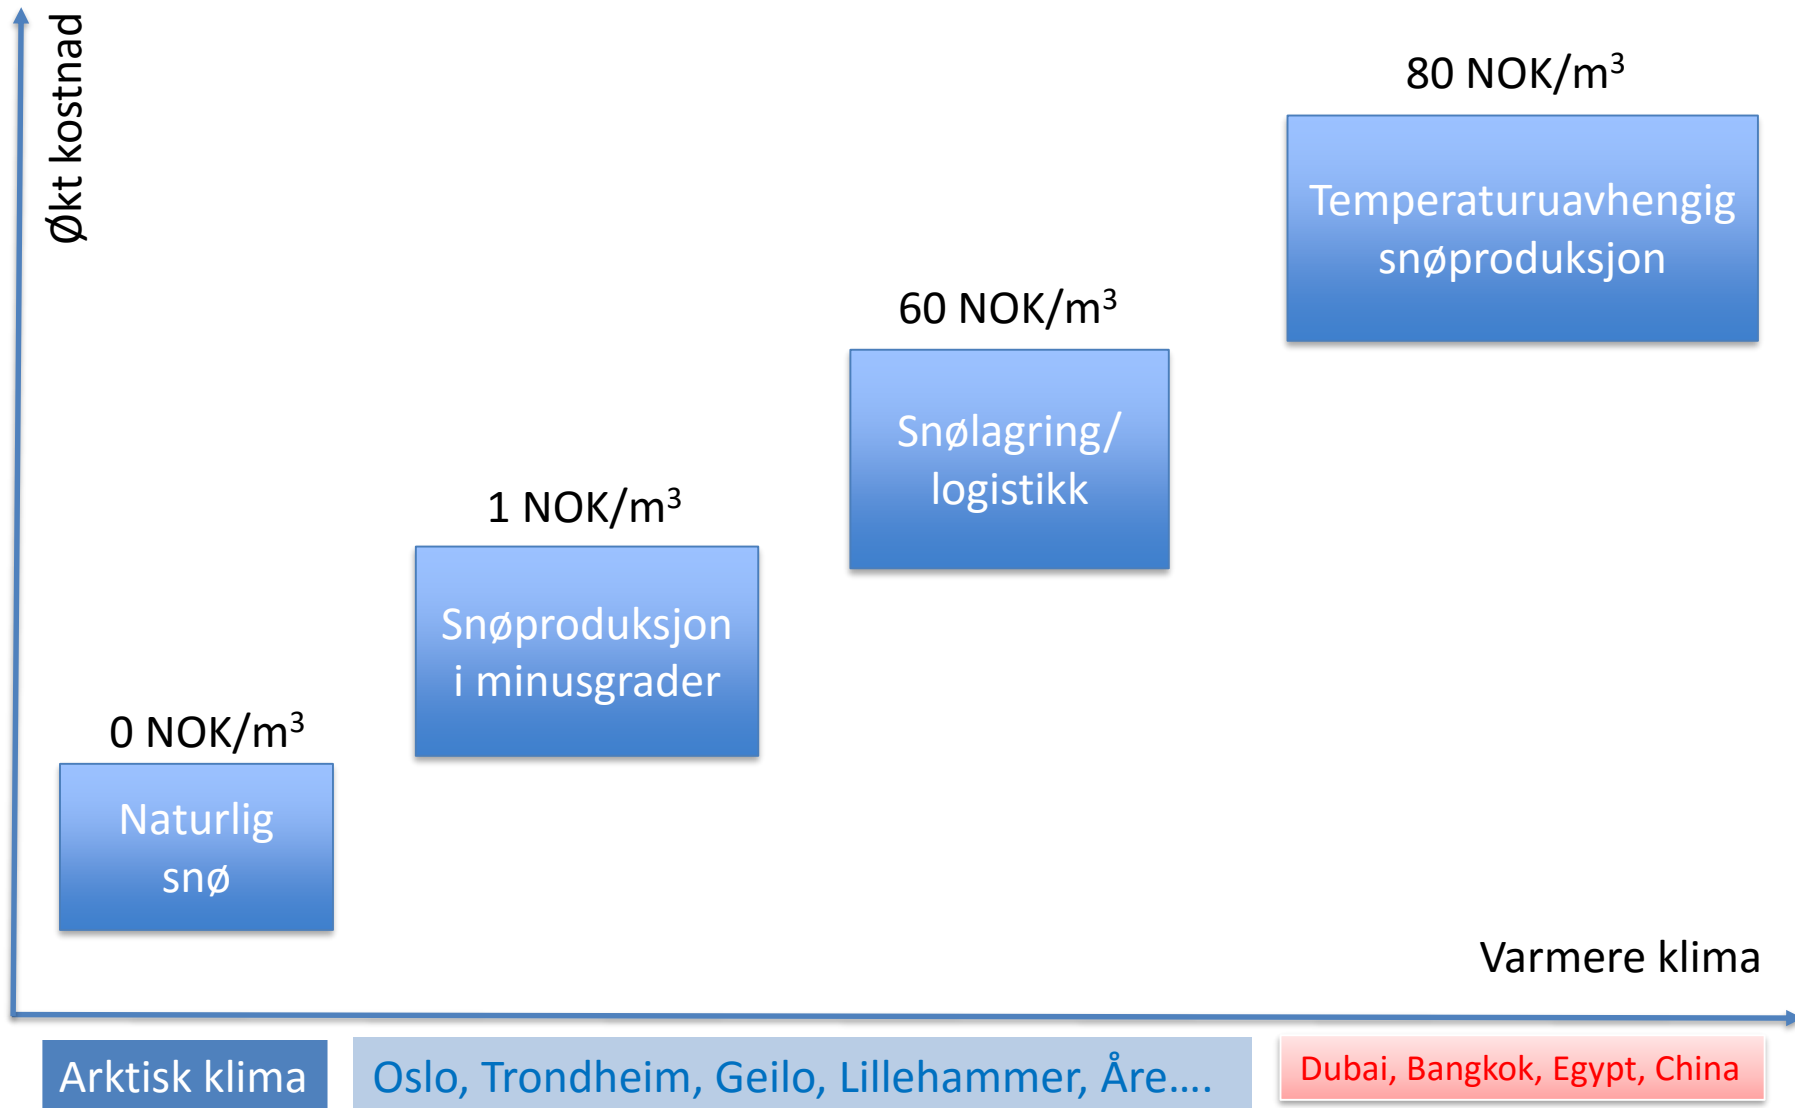 Økt kostnad
80 NOK/m³
Temperaturuavhengig
snøproduksjon
60 NOK/m³
Snølagring/
logistikk
1 NOK/m³
Snøproduksjon
i minusgrader
0 NOK/m³
Naturlig
snø
Varmere klima
Arktisk klima
Oslo, Trondheim, Geilo, Lillehammer, Åre....
Dubai, Bangkok, Egypt, China